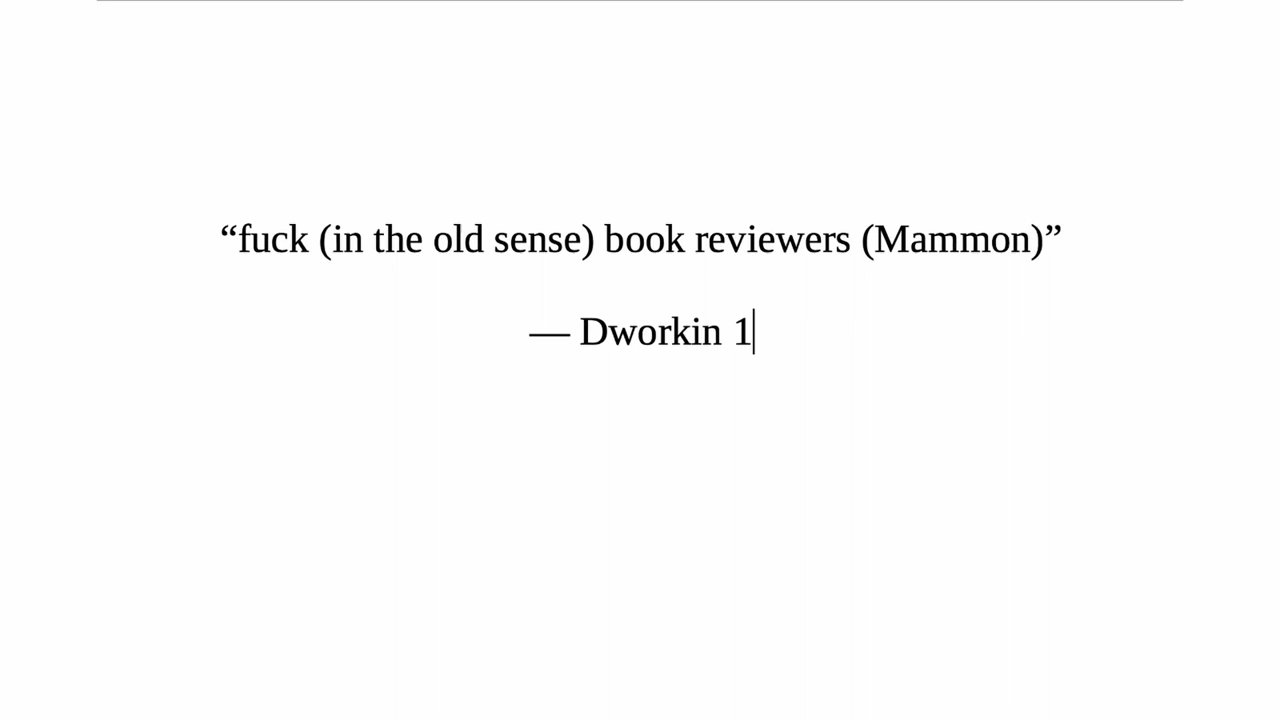 “fuck (in the old sense) book reviewers (Mammon)”
— Dworkin 1